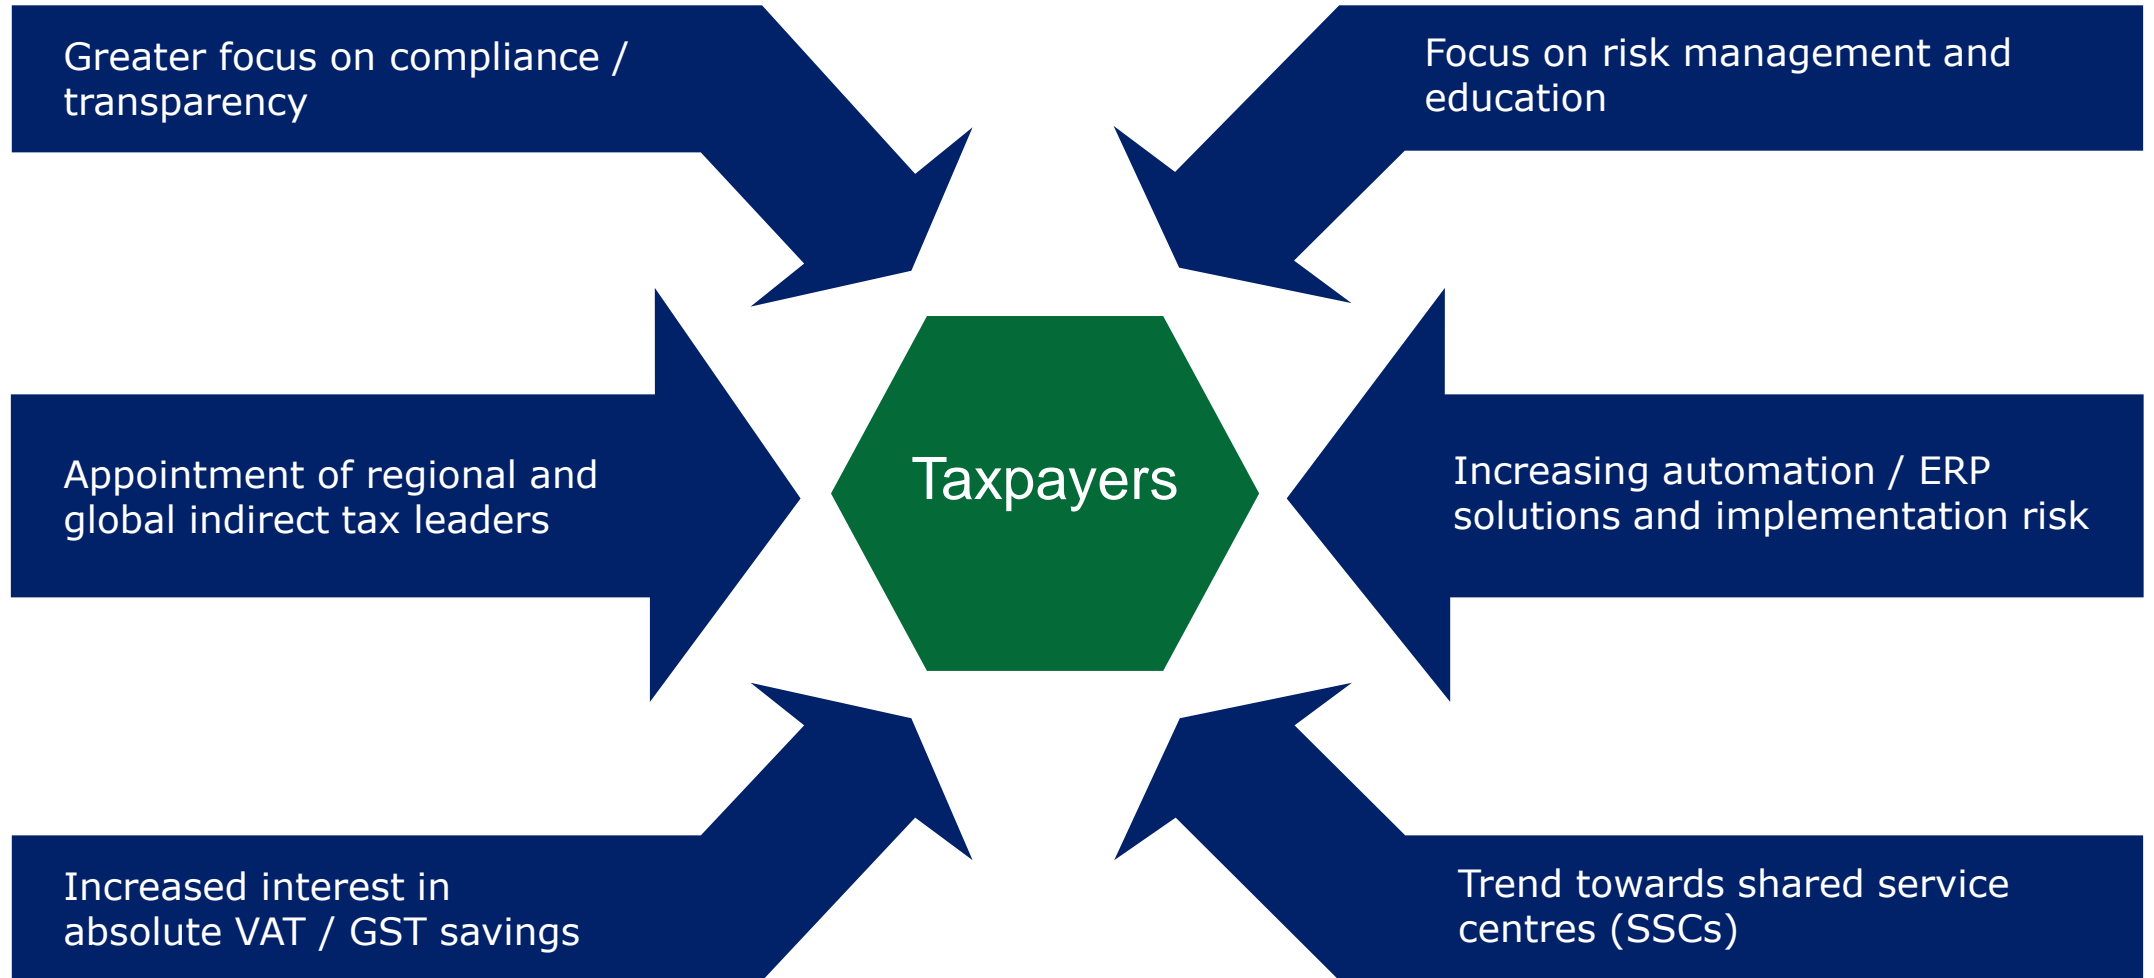 Greater focus on compliance /
transparency
Focus on risk management and
education
Appointment of regional and
global indirect tax leaders
Taxpayers
Increasing automation / ERP
solutions and implementation risk
Increased interest in
absolute VAT / GST savings
Trend towards shared service
centres (SSCs)